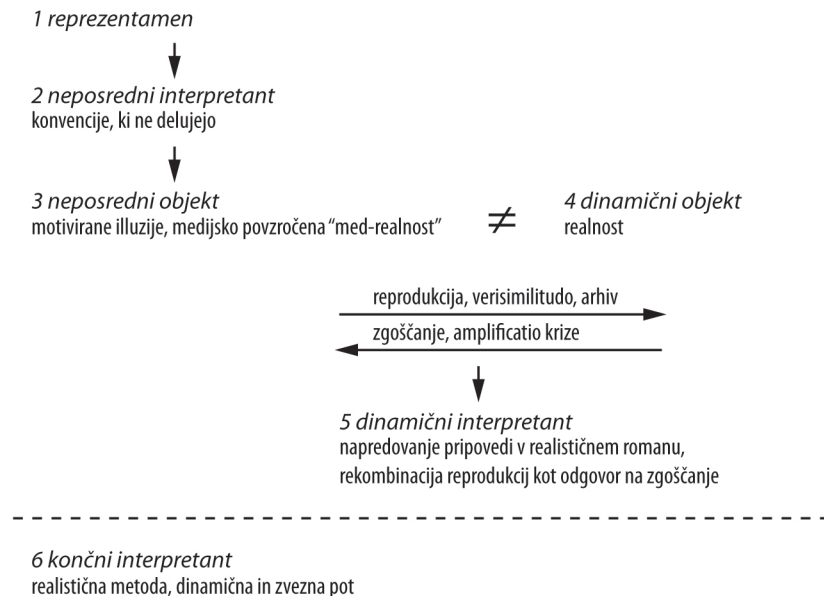 1 reprezentamen
2 neposredni interpretant
konvencije, ki ne delujejo
3 neposredni objekt
motivirane illuzije, medijsko povzročena “med-realnost”
≠
4 dinamični objekt
realnost
reprodukcija, verisimilitudo, arhiv
zgoščanje, amplificatio krize
5 dinamični interpretant
napredovanje pripovedi v realističnem romanu,
rekombinacija reprodukcij kot odgovor na zgoščanje
6 končni interpretant
realistična metoda, dinamična in zvezna pot